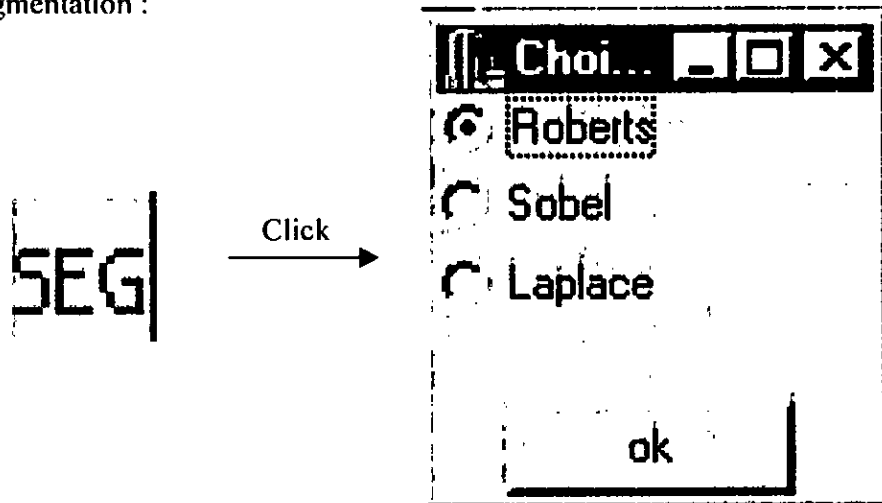 gmentation :
Choi...
Roberts
Sobel
Laplace
SEG
Click
ok